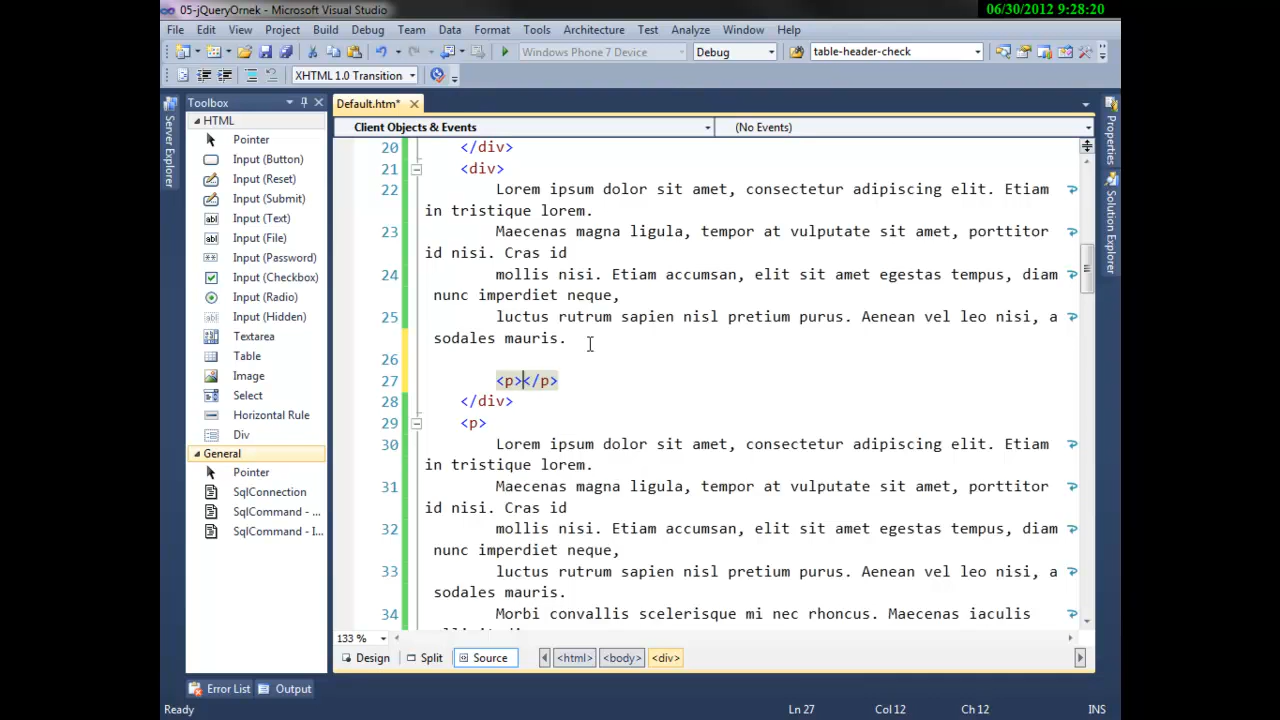 05-jQueryOrnek - Microsoft Visual Studio
06/30/2012 9:28:20
File Edit View Project Build Debug Team Data Format Tools Architecture Test Analyze Window Help
Windows Phone 7 Device Debug table-header-check
XHTML 1.0 Transition
Server Explorer
Toolbox
HTML
Pointer
Input (Button)
Input (Reset)
Input (Submit)
Input (Text)
Input (File)
Input (Password)
Input (Checkbox)
Input (Radio)
Input (Hidden)
Textarea
Table
Image
Select
Horizontal Rule
Div
General
Pointer
SqlConnection
SqlCommand - ...
SqlCommand - I...
Default.htm*
Client Objects & Events (No Events)
20 </div>
21 <div>
22 Lorem ipsum dolor sit amet, consectetur adipiscing elit. Etiam
in tristique lorem.
23 Maecenas magna ligula, tempor at vulputate sit amet, porttitor
id nisi. Cras id
24 mollis nisi. Etiam accumsan, elit sit amet egestas tempus, diam
nunc imperdiet neque,
25 luctus rutrum sapien nisl pretium purus. Aenean vel leo nisi, a
sodales mauris.
26
27 <p></p>
28 </div>
29 <p>
30 Lorem ipsum dolor sit amet, consectetur adipiscing elit. Etiam
in tristique lorem.
31 Maecenas magna ligula, tempor at vulputate sit amet, porttitor
id nisi. Cras id
32 mollis nisi. Etiam accumsan, elit sit amet egestas tempus, diam
nunc imperdiet neque,
33 luctus rutrum sapien nisl pretium purus. Aenean vel leo nisi, a
sodales mauris.
34 Morbi convallis scelerisque mi nec rhoncus. Maecenas iaculis
133 %
Design Split Source <html> <body> <div>
Properties
Solution Explorer
Error List Output
Ready Ln 27 Col 12 Ch 12 INS